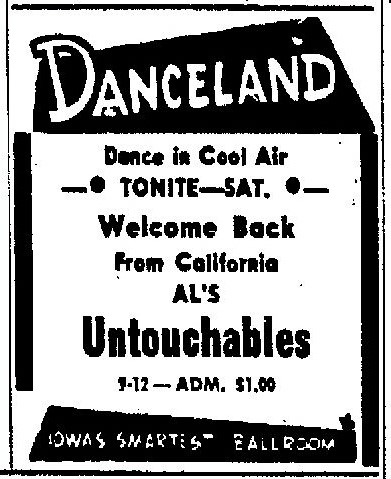 DANCELAND
Dance in Cool Air
—● TONITE—SAT. ●—
Welcome Back
From California
AL'S
Untouchables
9-12 — ADM. $1.00
IOWAS SMARTEST BALLROOM